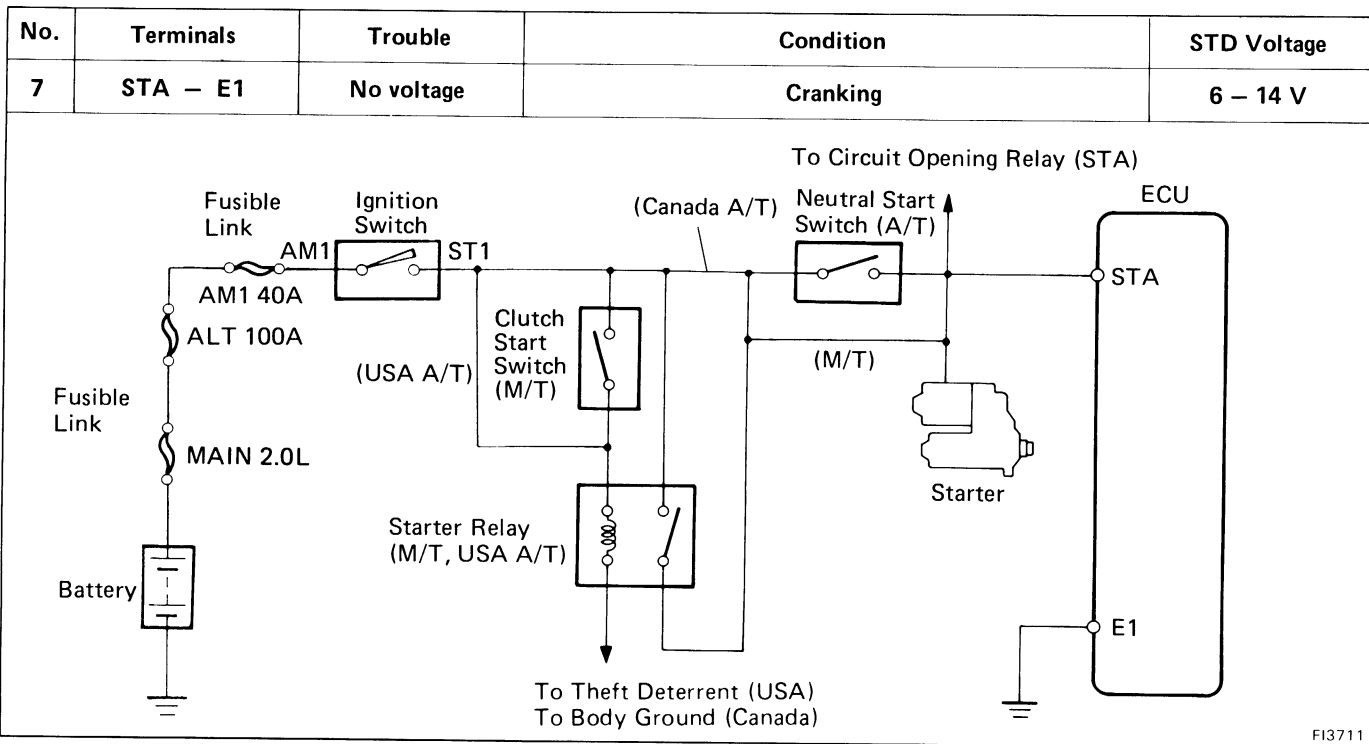 No. Terminals Trouble Condition STD Voltage
7 STA – E1 No voltage Cranking 6 – 14 V
To Circuit Opening Relay (STA)
Fusible
Link
Ignition
Switch
(Canada A/T)
Neutral Start
Switch (A/T)
ECU
AM1
ST1
STA
AM1 40A
ALT 100A
Clutch
Start
Switch
(M/T)
(USA A/T)
(M/T)
Fusible
Link
MAIN 2.0L
Starter
Starter Relay
(M/T, USA A/T)
Battery
E1
To Theft Deterrent (USA)
To Body Ground (Canada)
FI3711